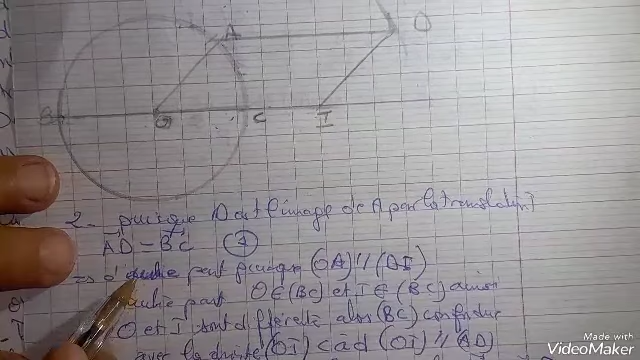 A D
B O C I
2. puisque D est l'image de A par la translation
AD = BC 1
=> d'autre part puisque (OA) // (DI)
autre part O ∈ (BC) et I ∈ (BC) ainsi
O et I sont alors (BC) confondue
avec la droite (OI) càd (OI) // (AD)
Made with
VideoMaker